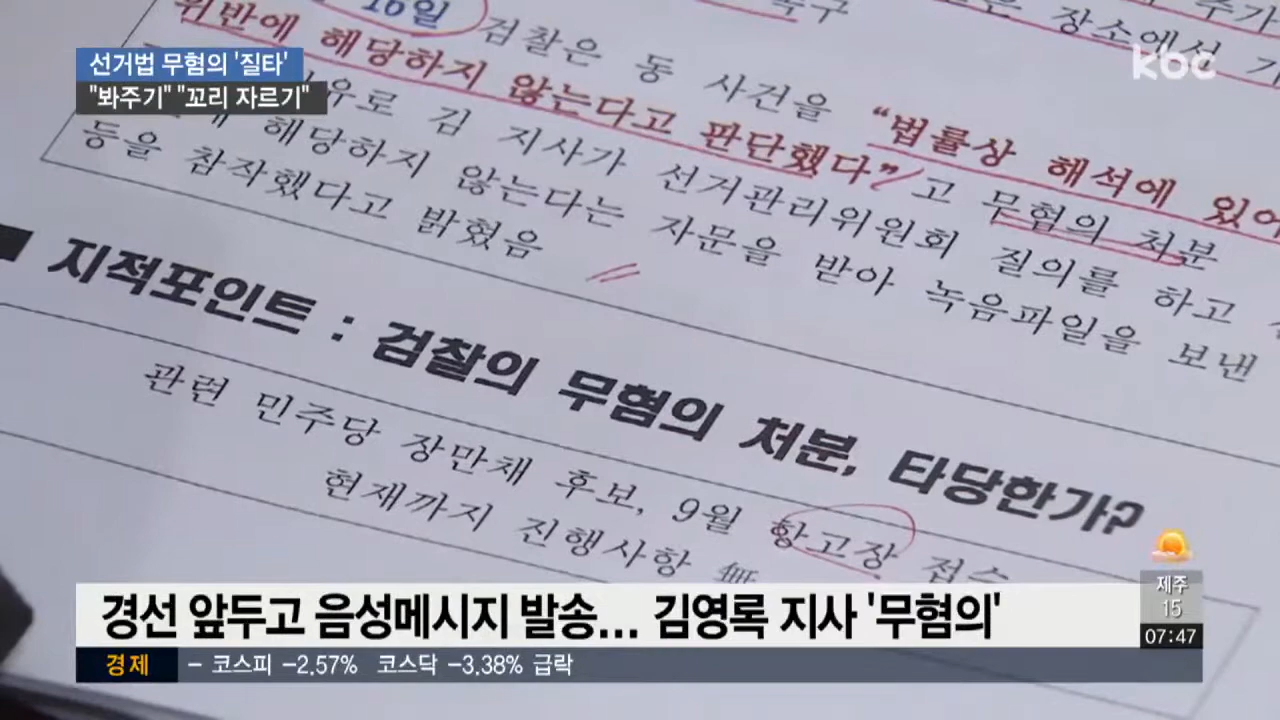 선거법 무혐의 '질타'
"봐주기" "꼬리 자르기"
kbc
16일 검찰은 동 사건을 "법률상 해석에 있어
위반에 해당하지 않는다고 판단했다"고 무혐의 처분
김 지사가 선거관리위원회 질의를 하고
해당하지 않는다는 자문을 받아 녹음파일을 보낸
등을 참작했다고 밝혔음
■ 지적포인트 : 검찰의 무혐의 처분, 타당한가?
관련 민주당 장만채 후보, 9월 항고장 접수
현재까지 진행사항 無
경선 앞두고 음성메시지 발송... 김영록 지사 '무혐의'
제주
15
07:47
경제 - 코스피 -2.57% 코스닥 -3.38% 급락